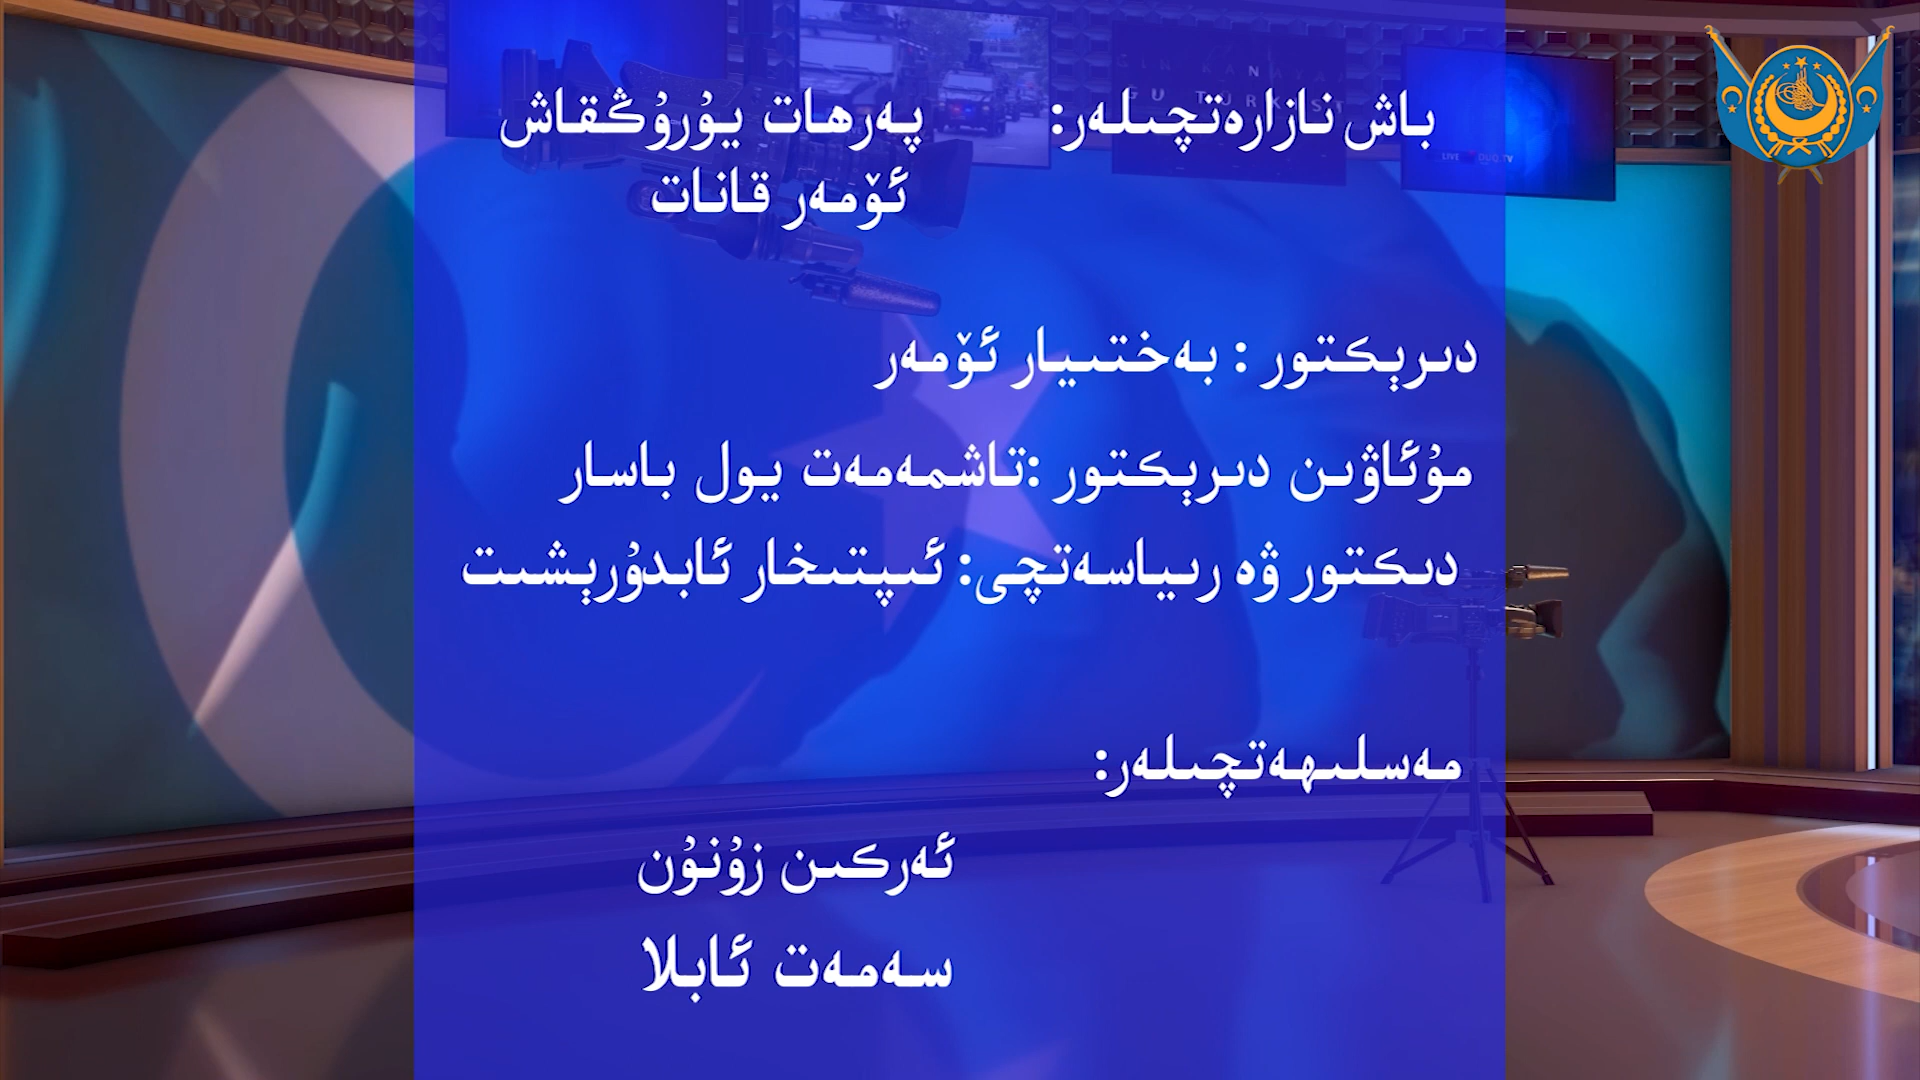 باش نازارەتچىلەر: پەرھات يۇرۇڭقاش
ئۆمەر قانات
دىرېكتور : بەختىيار ئۆمەر
مۇئاۋىن دىرېكتور :تاشمەمەت يول باسار
دىكتور ۋە رىياسەتچى: ئىپتىخار ئابدۇرېشىت
مەسلىھەتچىلەر:
ئەركىن زۇنۇن
سەمەت ئابلا